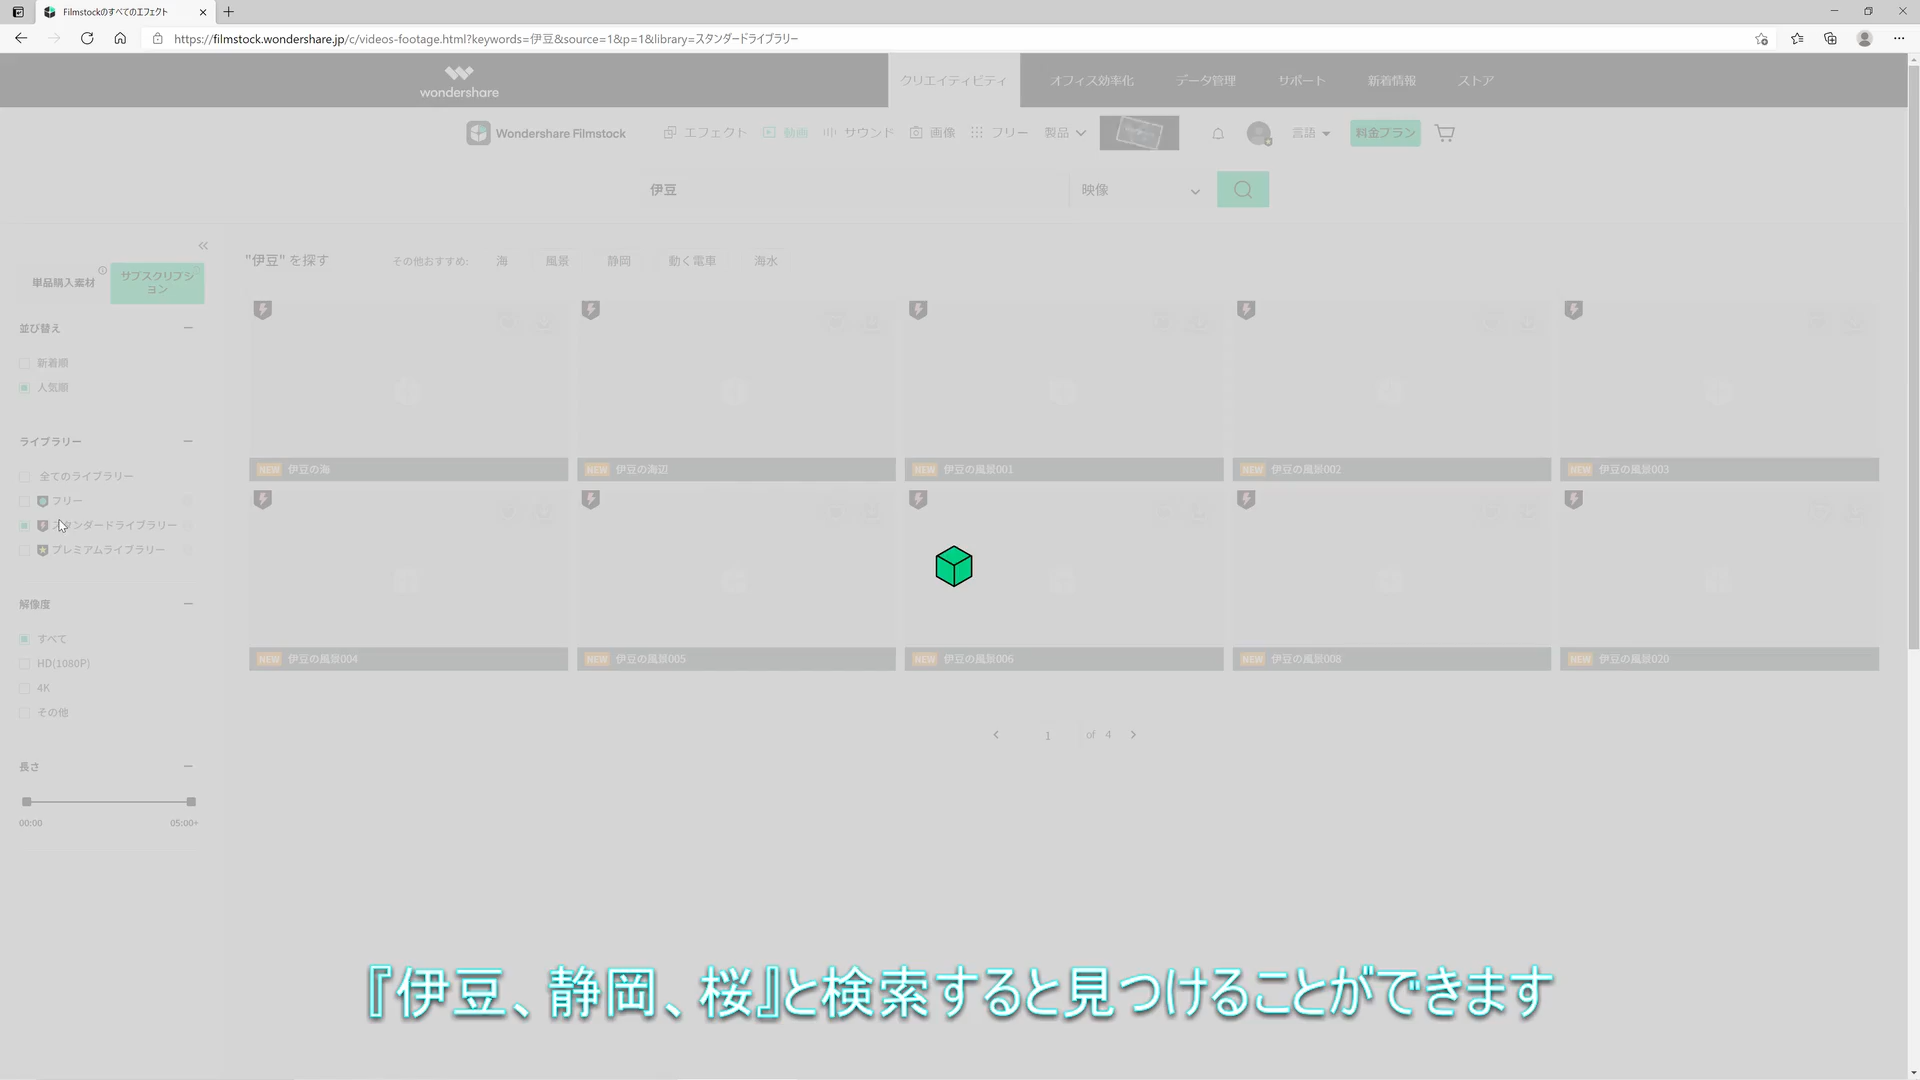 Filmstockのすべてのエフェクト
https://filmstock.wondershare.jp/c/videos-footage.html?keywords=伊豆&source=1&p=1&library=スタンダードライブラリー
wondershare
クリエイティビティ
オフィス効率化
データ管理
サポート
新着情報
ストア
Wondershare Filmstock
エフェクト
動画
サウンド
画像
フリー
製品
言語
料金プラン
伊豆
映像
"伊豆" を探す
その他おすすめ:
海
風景
静岡
動く電車
海水
単品購入素材
サブスクリプシ
ョン
並び替え
新着順
人気順
ライブラリー
全てのライブラリー
フリー
スタンダードライブラリー
プレミアムライブラリー
解像度
すべて
HD(1080P)
4K
その他
長さ
00:00
05:00+
NEW 伊豆の海
NEW 伊豆の海辺
NEW 伊豆の風景001
NEW 伊豆の風景002
NEW 伊豆の風景003
NEW 伊豆の風景004
NEW 伊豆の風景005
NEW 伊豆の風景006
NEW 伊豆の風景008
NEW 伊豆の風景020
1 of 4
『伊豆、静岡、桜』と検索すると見つけることができます